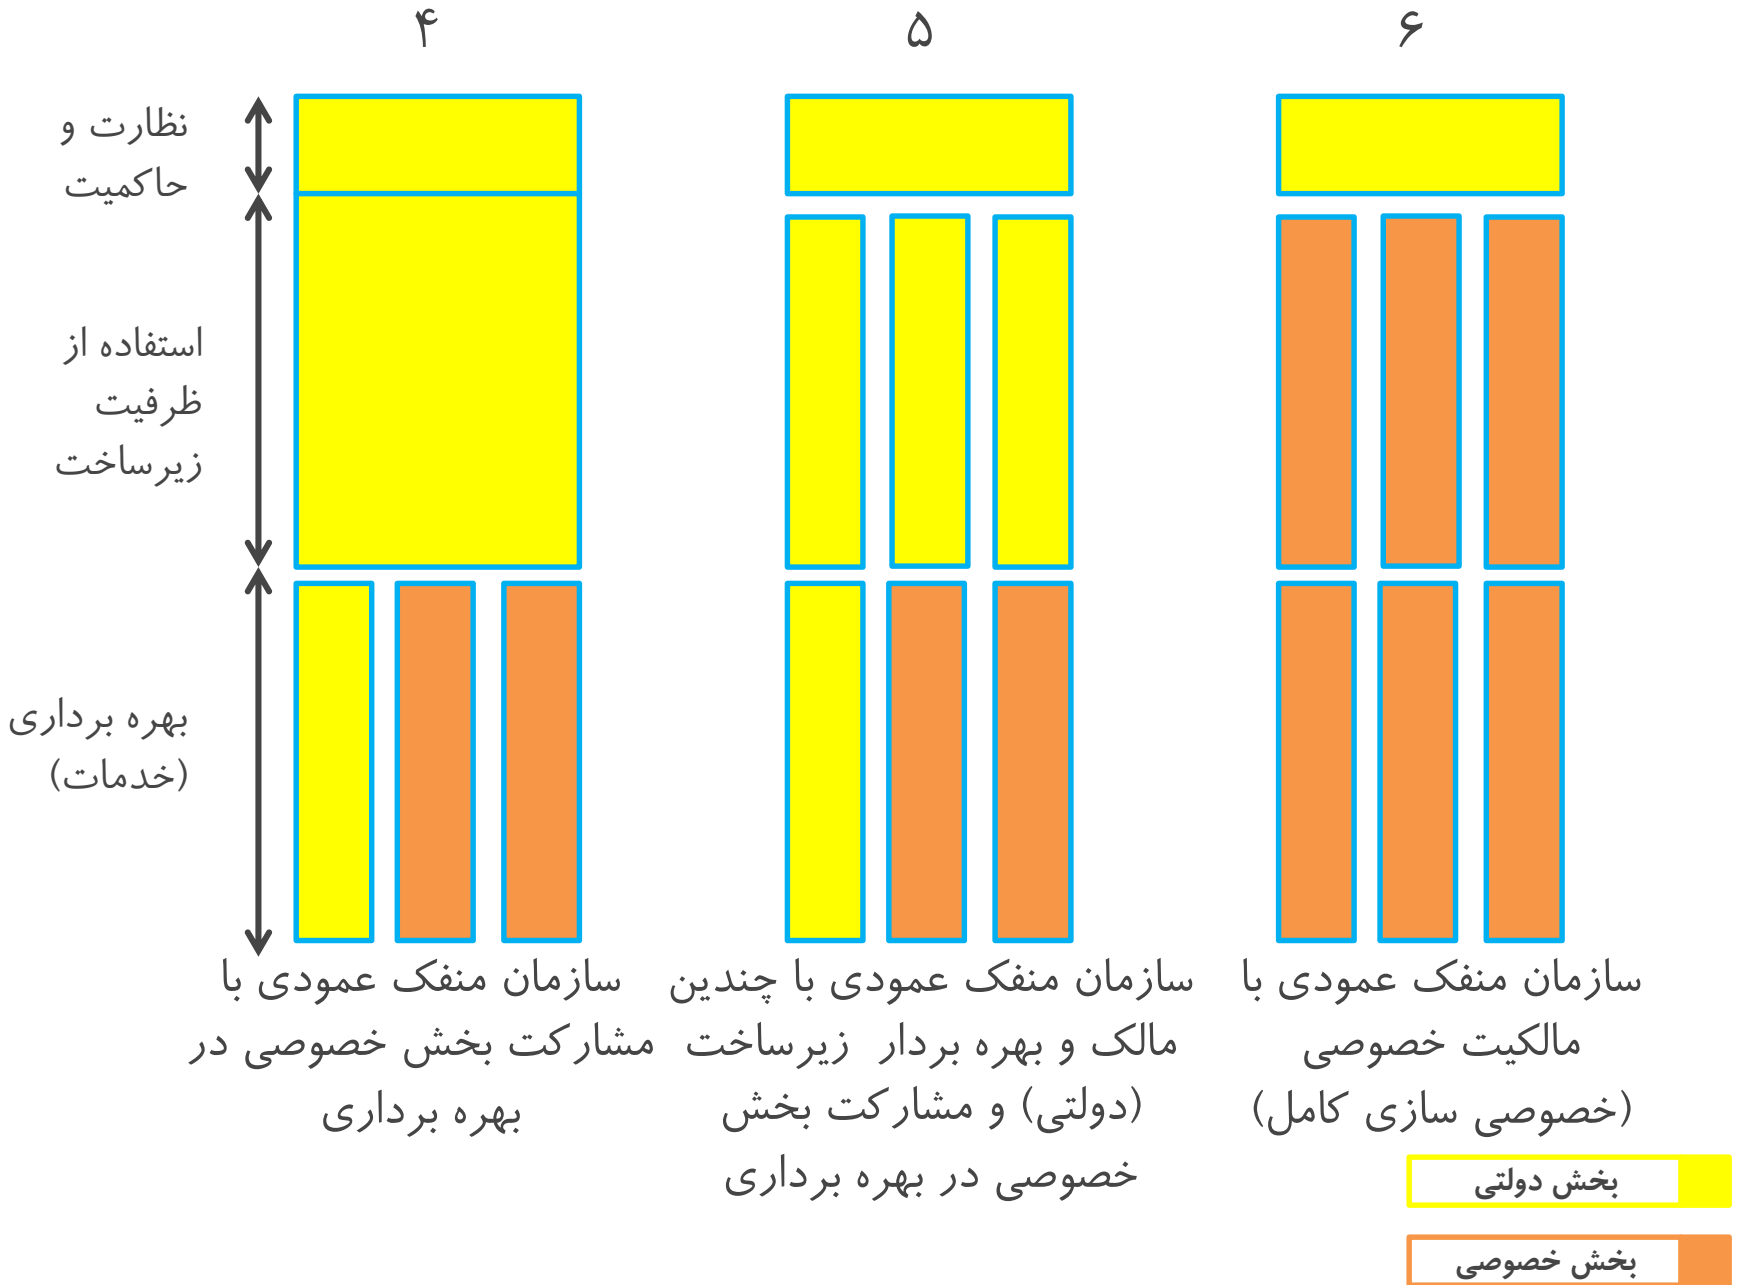 ۴
۵
۶
نظارت و
حاکمیت
استفاده از
ظرفیت
زیرساخت
بهره برداری
(خدمات)
سازمان منفک عمودی با
مشارکت بخش خصوصی در
بهره برداری
سازمان منفک عمودی با چندین
مالک و بهره بردار زیرساخت
(دولتی) و مشارکت بخش
خصوصی در بهره برداری
سازمان منفک عمودی با
مالکیت خصوصی
(خصوصی سازی کامل)
بخش دولتی
بخش خصوصی